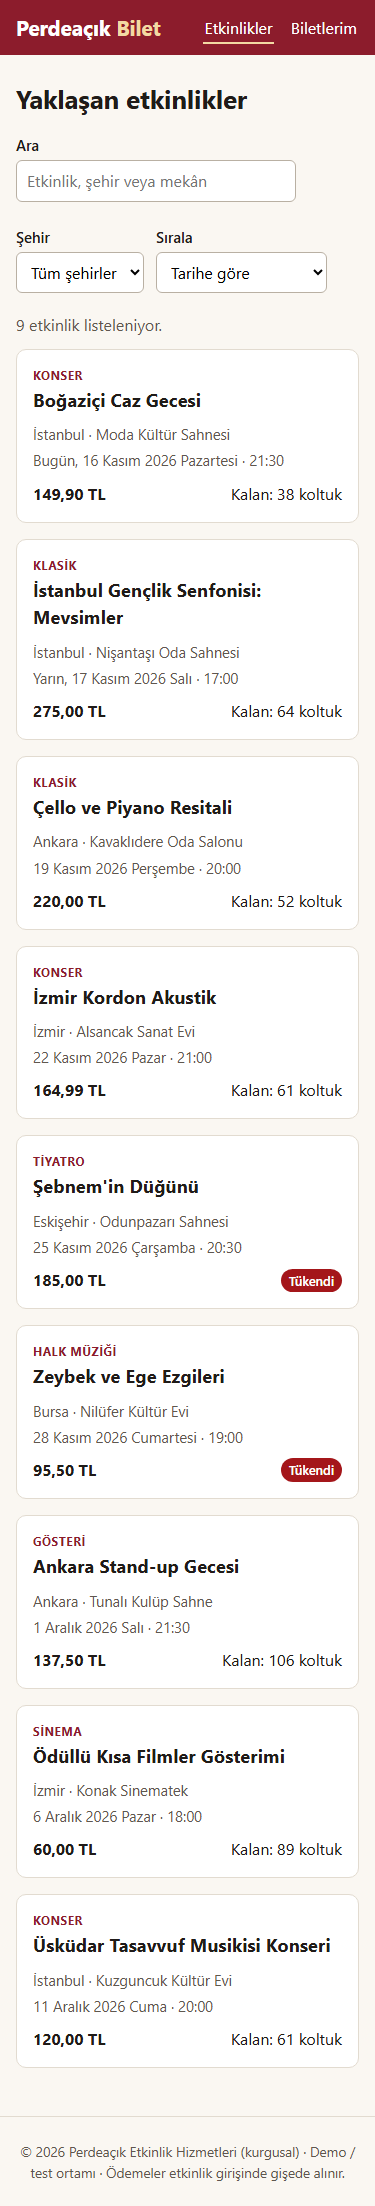 Perdeaçık Bilet
Etkinlikler
Biletlerim
Yaklaşan etkinlikler
Ara
Etkinlik, şehir veya mekân
Şehir
Sırala
Tüm şehirler
Tarihe göre
9 etkinlik listeleniyor.
KONSER
Boğaziçi Caz Gecesi
İstanbul · Moda Kültür Sahnesi
Bugün, 16 Kasım 2026 Pazartesi · 21:30
149,90 TL
Kalan: 38 koltuk
KLASİK
İstanbul Gençlik Senfonisi:
Mevsimler
İstanbul · Nişantaşı Oda Sahnesi
Yarın, 17 Kasım 2026 Salı · 17:00
275,00 TL
Kalan: 64 koltuk
KLASİK
Çello ve Piyano Resitali
Ankara · Kavaklıdere Oda Salonu
19 Kasım 2026 Perşembe · 20:00
220,00 TL
Kalan: 52 koltuk
KONSER
İzmir Kordon Akustik
İzmir · Alsancak Sanat Evi
22 Kasım 2026 Pazar · 21:00
164,99 TL
Kalan: 61 koltuk
TİYATRO
Şebnem'in Düğünü
Eskişehir · Odunpazarı Sahnesi
25 Kasım 2026 Çarşamba · 20:30
185,00 TL
Tükendi
HALK MÜZİĞİ
Zeybek ve Ege Ezgileri
Bursa · Nilüfer Kültür Evi
28 Kasım 2026 Cumartesi · 19:00
95,50 TL
Tükendi
GÖSTERİ
Ankara Stand-up Gecesi
Ankara · Tunalı Kulüp Sahne
1 Aralık 2026 Salı · 21:30
137,50 TL
Kalan: 106 koltuk
SİNEMA
Ödüllü Kısa Filmler Gösterimi
İzmir · Konak Sinematek
6 Aralık 2026 Pazar · 18:00
60,00 TL
Kalan: 89 koltuk
KONSER
Üsküdar Tasavvuf Musikisi Konseri
İstanbul · Kuzguncuk Kültür Evi
11 Aralık 2026 Cuma · 20:00
120,00 TL
Kalan: 61 koltuk
© 2026 Perdeaçık Etkinlik Hizmetleri (kurgusal) · Demo /
test ortamı · Ödemeler etkinlik girişinde gişede alınır.